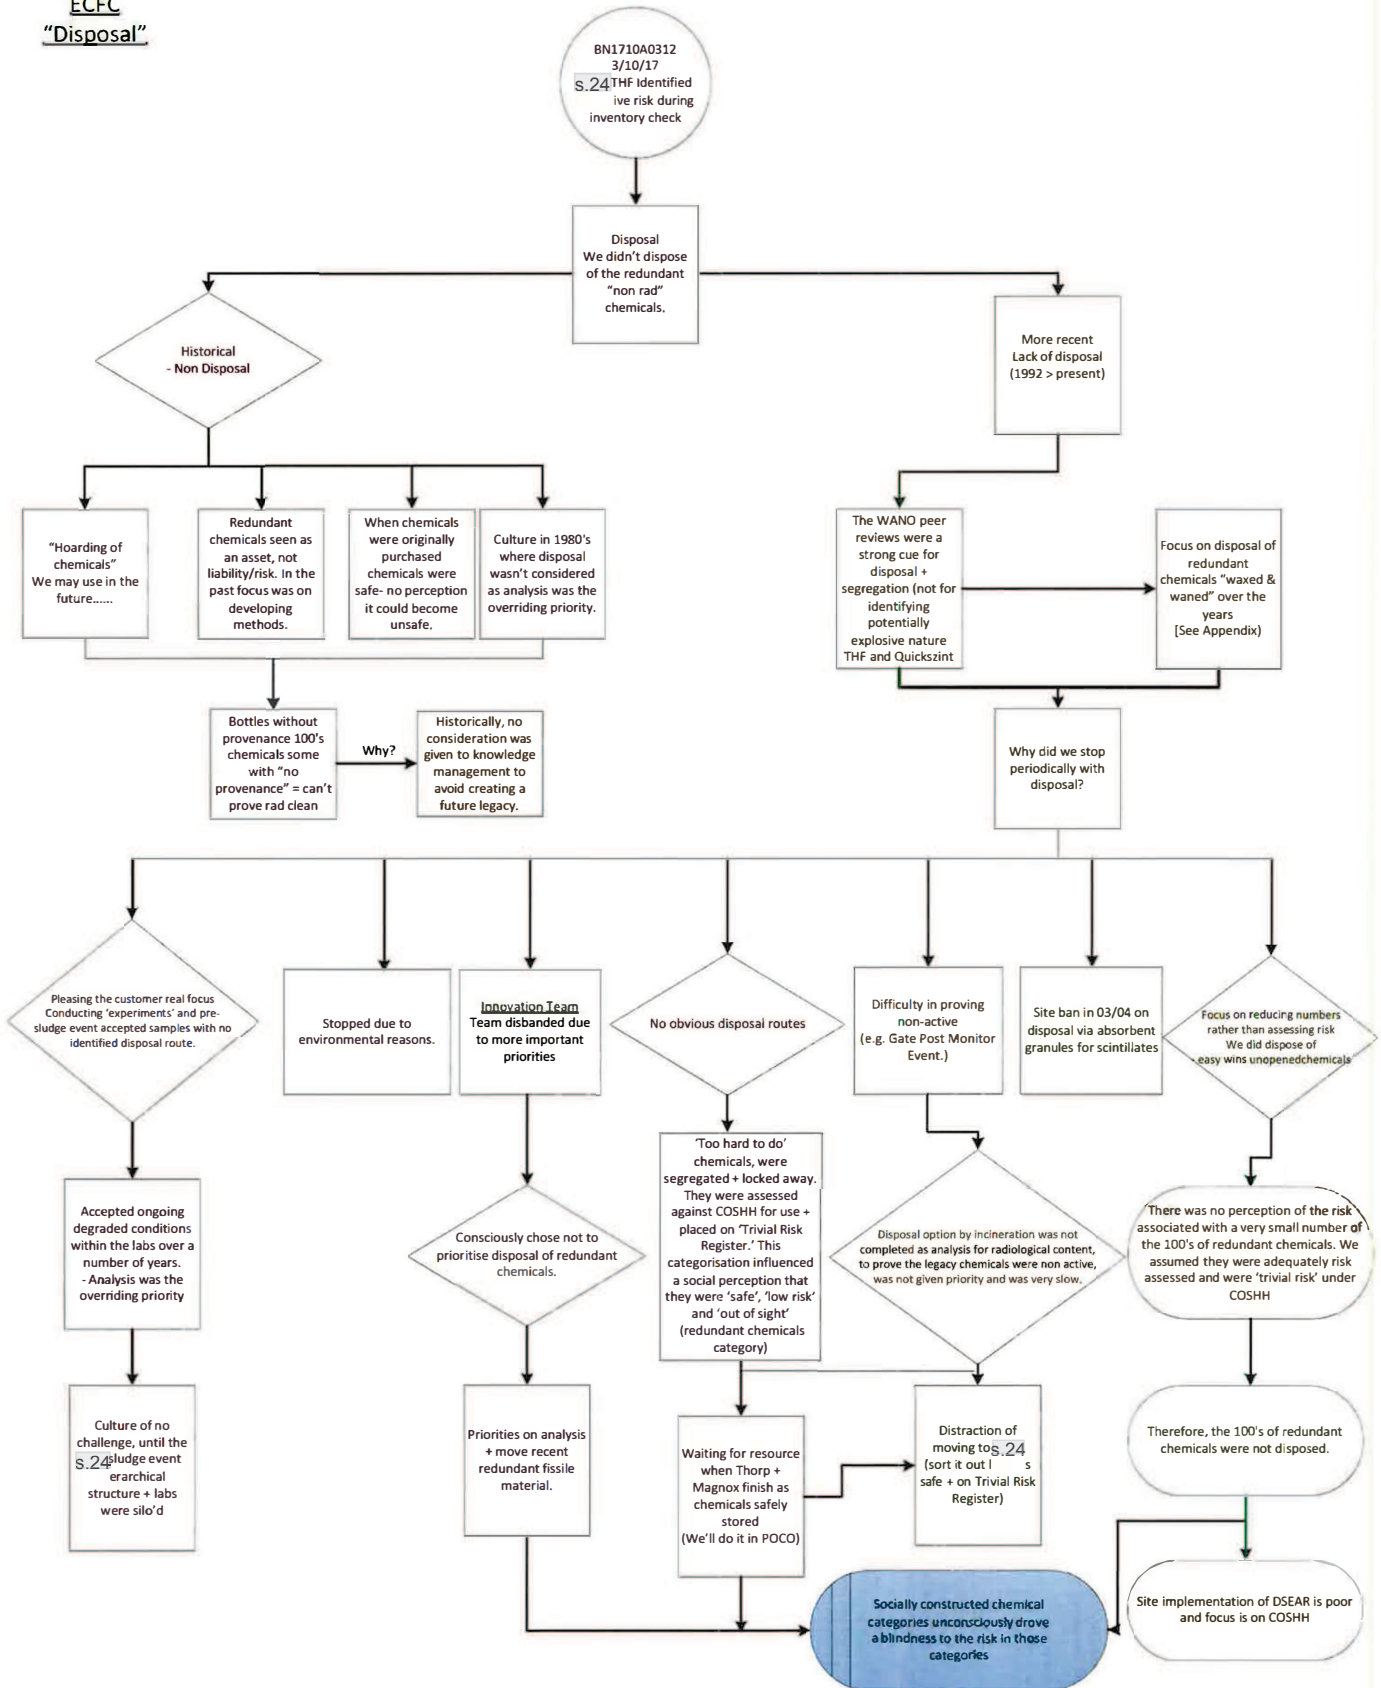 ECFC
“Disposal”
BN1710A0312
3/10/17
s.24 THF Identified
ive risk during
inventory check
Disposal
We didn’t dispose
of the redundant
“non rad”
chemicals.
Historical
- Non Disposal
More recent
Lack of disposal
(1992 > present)
“Hoarding of
chemicals”
We may use in the
future......
Redundant
chemicals seen as
an asset, not
liability/risk. In the
past focus was on
developing
methods.
When chemicals
were originally
purchased
chemicals were
safe- no perception
it could become
unsafe.
Culture in 1980's
where disposal
wasn’t considered
as analysis was the
overriding priority.
The WANO peer
reviews were a
strong cue for
disposal +
segregation (not for
identifying
potentially
explosive nature
THF and Quickszint
Focus on disposal of
redundant
chemicals “waxed &
waned” over the
years
[See Appendix)
Bottles without
provenance 100's
chemicals some
with “no
provenance” = can’t
prove rad clean
Why?
Historically, no
consideration was
given to knowledge
management to
avoid creating a
future legacy.
Why did we stop
periodically with
disposal?
Pleasing the customer real focus
Conducting ‘experiments’ and pre-
sludge event accepted samples with no
identified disposal route.
Stopped due to
environmental reasons.
Innovation Team
Team disbanded due
to more important
priorities
No obvious disposal routes
Difficulty in proving
non-active
(e.g. Gate Post Monitor
Event.)
Site ban in 03/04 on
disposal via absorbent
granules for scintillates
Focus on reducing numbers
rather than assessing risk
We did dispose of
- easy wins unopenedchemicals
Accepted ongoing
degraded conditions
within the labs over a
number of years.
- Analysis was the
overriding priority
Consciously chose not to
prioritise disposal of redundant
chemicals.
‘Too hard to do’
chemicals, were
segregated + locked away.
They were assessed
against COSHH for use +
placed on ‘Trivial Risk
Register.’ This
categorisation influenced
a social perception that
they were ‘safe’, ‘low risk’
and ‘out of sight’
(redundant chemicals
category)
Disposal option by incineration was not
completed as analysis for radiological content,
to prove the legacy chemicals were non active,
was not given priority and was very slow.
There was no perception of the risk
associated with a very small number of
the 100's of redundant chemicals. We
assumed they were adequately risk
assessed and were ‘trivial risk’ under
COSHH
Culture of no
challenge, until the
s.24 sludge event
erarchical
structure + labs
were silo’d
Priorities on analysis
+ move recent
redundant fissile
material.
Waiting for resource
when Thorp +
Magnox finish as
chemicals safely
stored
(We’ll do it in POCO)
Distraction of
moving to s.24
(sort it out l s
safe + on Trivial Risk
Register)
Therefore, the 100's of redundant
chemicals were not disposed.
Socially constructed chemical
categories unconsciously drove
a blindness to the risk in those
categories
Site implementation of DSEAR is poor
and focus is on COSHH